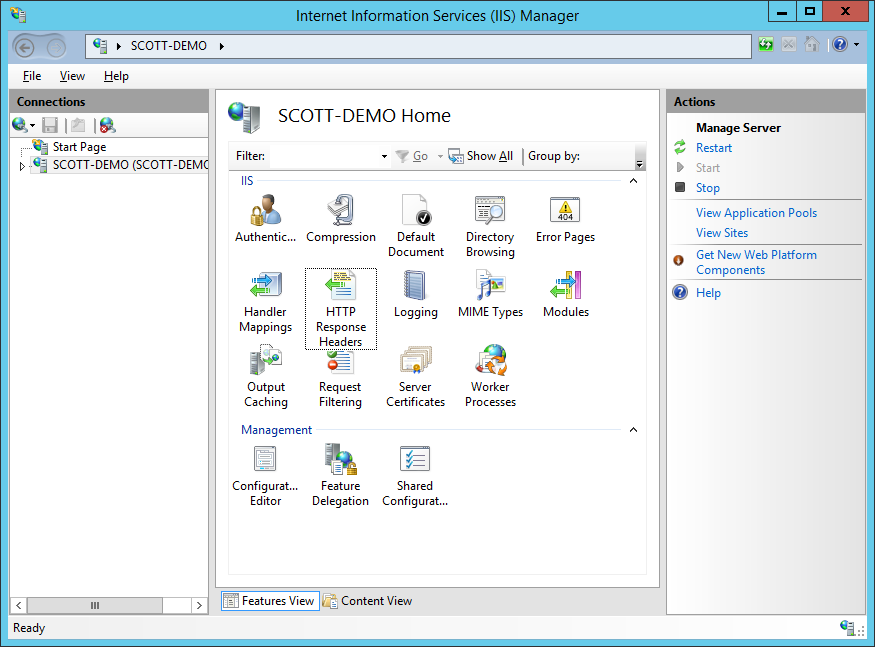 Internet Information Services (IIS) Manager
SCOTT-DEMO
File View Help
Connections
Start Page
SCOTT-DEMO (SCOTT-DEMO
SCOTT-DEMO Home
Filter: Go Show All Group by:
IIS
Authentic... Compression Default Document Directory Browsing Error Pages
404
Handler Mappings HTTP Response Headers Logging MIME Types Modules
Output Caching Request Filtering Server Certificates Worker Processes
Management
Configurat... Editor Feature Delegation Shared Configurat...
Features View Content View
Actions
Manage Server
Restart
Start
Stop
View Application Pools
View Sites
Get New Web Platform
Components
Help
Ready